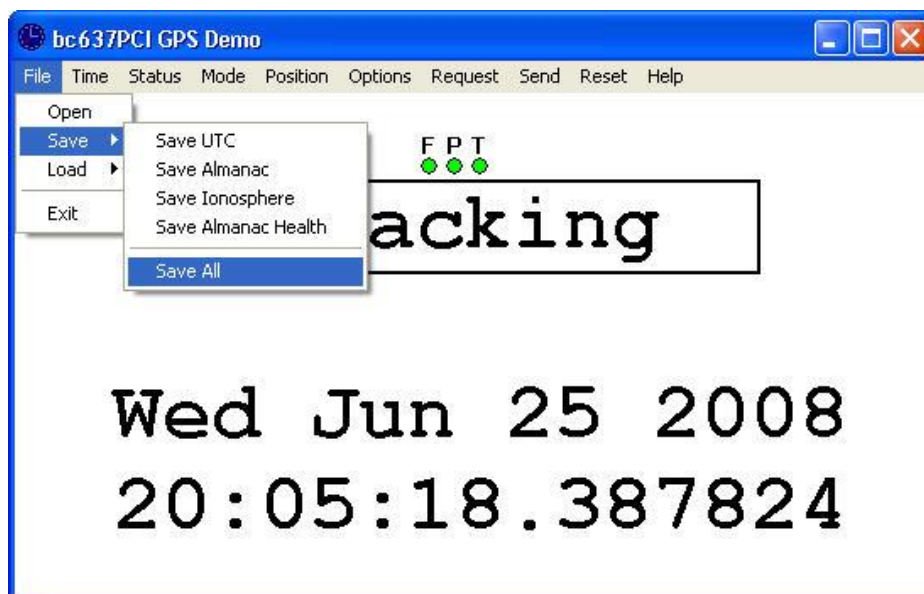 bc637PCI GPS Demo
File Time Status Mode Position Options Request Send Reset Help
Open
Save
Load
Exit
Save UTC
Save Almanac
Save Ionosphere
Save Almanac Health
Save All
F P T
acking
Wed Jun 25 2008
20:05:18.387824